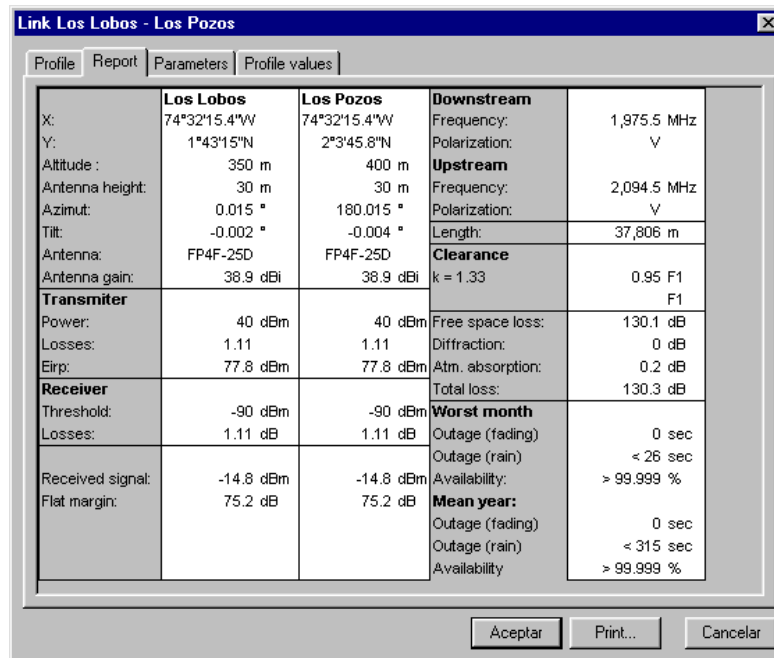 Link Los Lobos - Los Pozos
Profile Report Parameters Profile values
Los Lobos Los Pozos Downstream
X: 74°32'15.4"W 74°32'15.4"W Frequency: 1,975.5 MHz
Y: 1°43'15"N 2°3'45.8"N Polarization: V
Altitude : 350 m 400 m Upstream
Antenna height: 30 m 30 m Frequency: 2,094.5 MHz
Azimut: 0.015 ° 180.015 ° Polarization: V
Tilt: -0.002 ° -0.004 ° Length: 37,806 m
Antenna: FP4F-25D FP4F-25D Clearance
Antenna gain: 38.9 dBi 38.9 dBi k = 1.33 0.95 F1
Transmiter F1
Power: 40 dBm 40 dBm Free space loss: 130.1 dB
Losses: 1.11 1.11 Diffraction: 0 dB
Eirp: 77.8 dBm 77.8 dBm Atm. absorption: 0.2 dB
Receiver Total loss: 130.3 dB
Threshold: -90 dBm -90 dBm Worst month
Losses: 1.11 dB 1.11 dB Outage (fading) 0 sec
Outage (rain) < 26 sec
Received signal: -14.8 dBm -14.8 dBm Availability: > 99.999 %
Flat margin: 75.2 dB 75.2 dB Mean year:
Outage (fading) 0 sec
Outage (rain) < 315 sec
Availability > 99.999 %
Aceptar Print... Cancelar